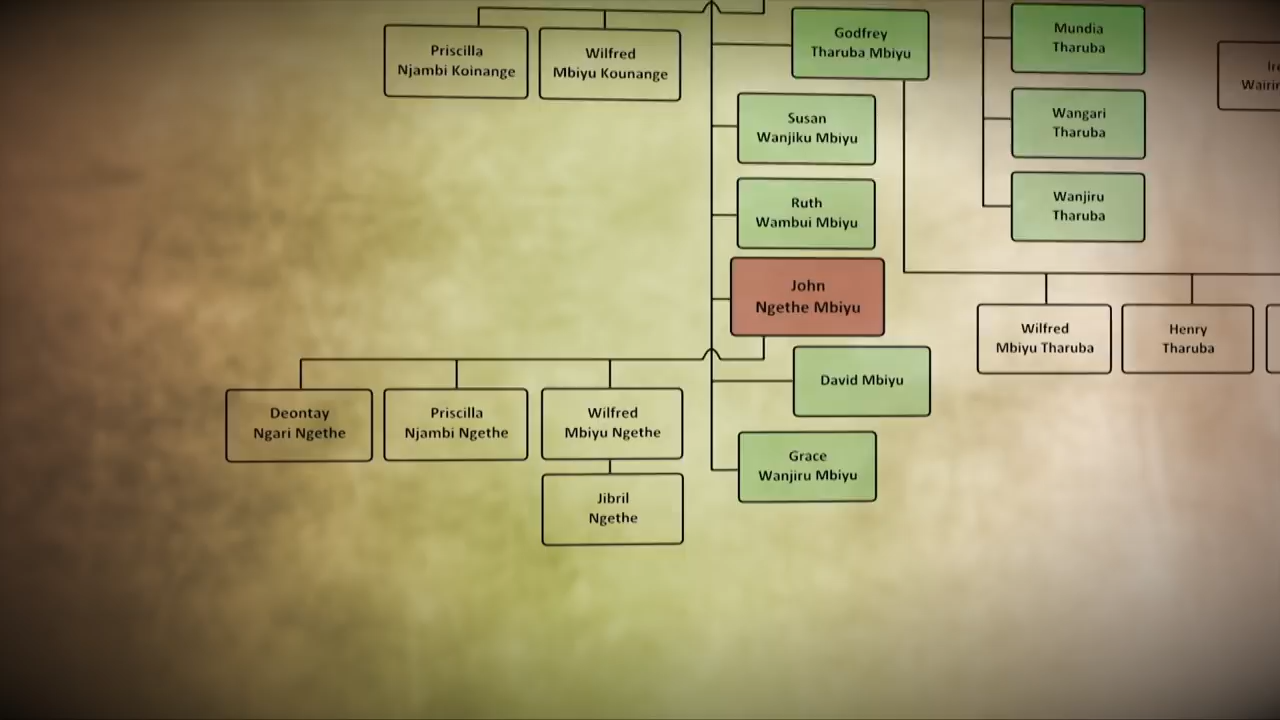 Priscilla
Njambi Koinange
Wilfred
Mbiyu Kounange
Godfrey
Tharuba Mbiyu
Mundia
Tharuba
Susan
Wanjiku Mbiyu
Wangari
Tharuba
Ruth
Wambui Mbiyu
Wanjiru
Tharuba
John
Ngethe Mbiyu
Wilfred
Mbiyu Tharuba
Henry
Tharuba
David Mbiyu
Deontay
Ngari Ngethe
Priscilla
Njambi Ngethe
Wilfred
Mbiyu Ngethe
Grace
Wanjiru Mbiyu
Jibril
Ngethe